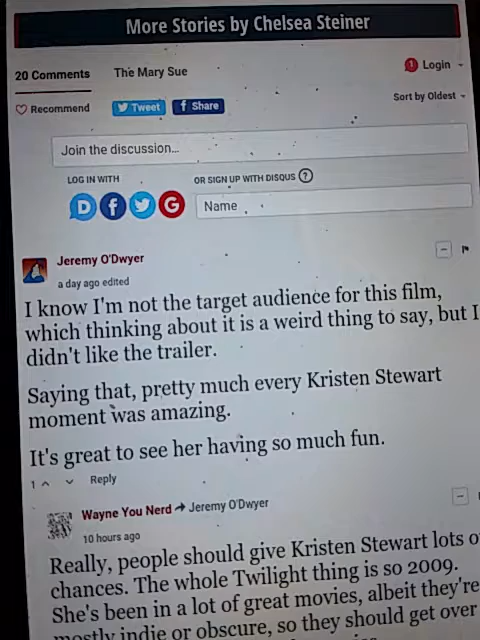 More Stories by Chelsea Steiner
20 Comments The Mary Sue 1 Login
Recommend Tweet f Share Sort by Oldest
Join the discussion...
LOG IN WITH OR SIGN UP WITH DISQUS ?
D f G Name
Jeremy O'Dwyer
a day ago edited
I know I'm not the target audience for this film,
which thinking about it is a weird thing to say, but I
didn't like the trailer.
Saying that, pretty much every Kristen Stewart
moment was amazing.
It's great to see her having so much fun.
1 Reply
Wayne You Nerd Jeremy O'Dwyer
10 hours ago
Really, people should give Kristen Stewart lots o
chances. The whole Twilight thing is so 2009.
She's been in a lot of great movies, albeit they're
mostly indie or obscure, so they should get over